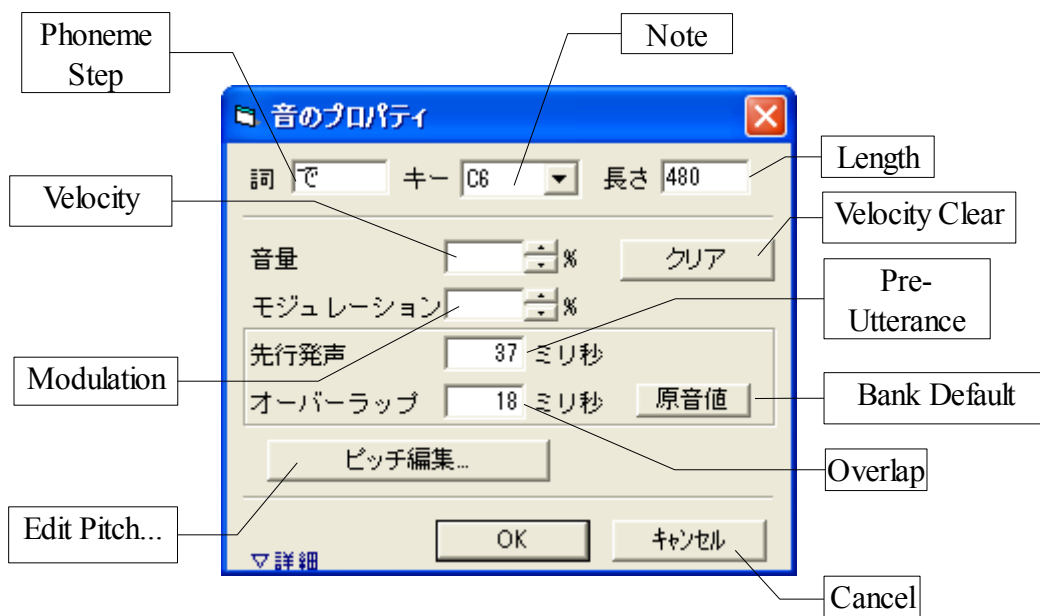 Phoneme
Step
Note
音のプロパティ
詞 で キー C6 長さ 480
Length
Velocity
Velocity Clear
音量 % クリア
モジュレーション %
Pre-
Utterance
先行発声 37 ミリ秒
Modulation
オーバーラップ 18 ミリ秒 原音値
Bank Default
ピッチ編集...
Overlap
Edit Pitch...
OK キャンセル
▽詳細
Cancel